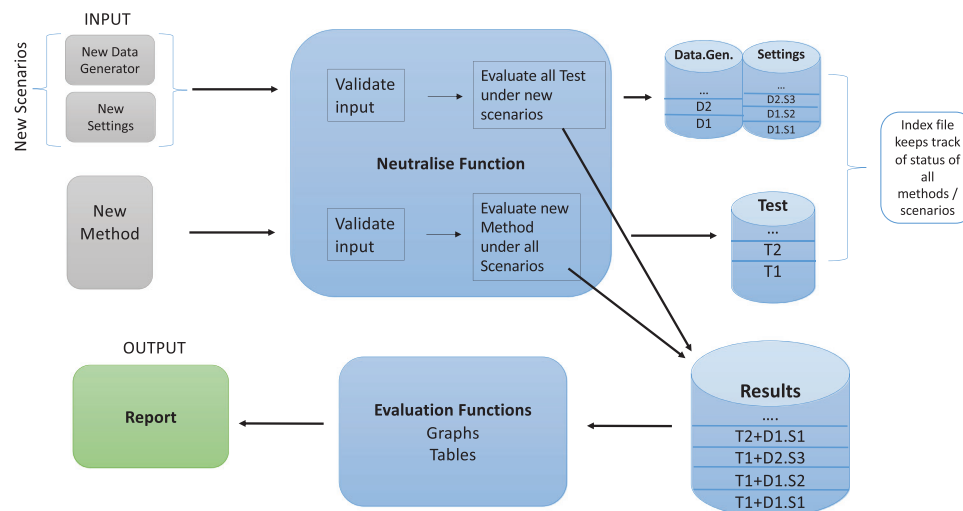 INPUT
New Scenarios
New Data
Generator
New
Settings
New
Method
Validate
input
Evaluate all Test
under new
scenarios
Neutralise Function
Validate
input
Evaluate new
Method
under all
Scenarios
Data.Gen.
...
D2
D1
Settings
...
D2.S3
D1.S2
D1.S1
Test
...
T2
T1
Index file
keeps track
of status of
all
methods /
scenarios
OUTPUT
Report
Evaluation Functions
Graphs
Tables
Results
....
T2+D1.S1
T1+D2.S3
T1+D1.S2
T1+D1.S1